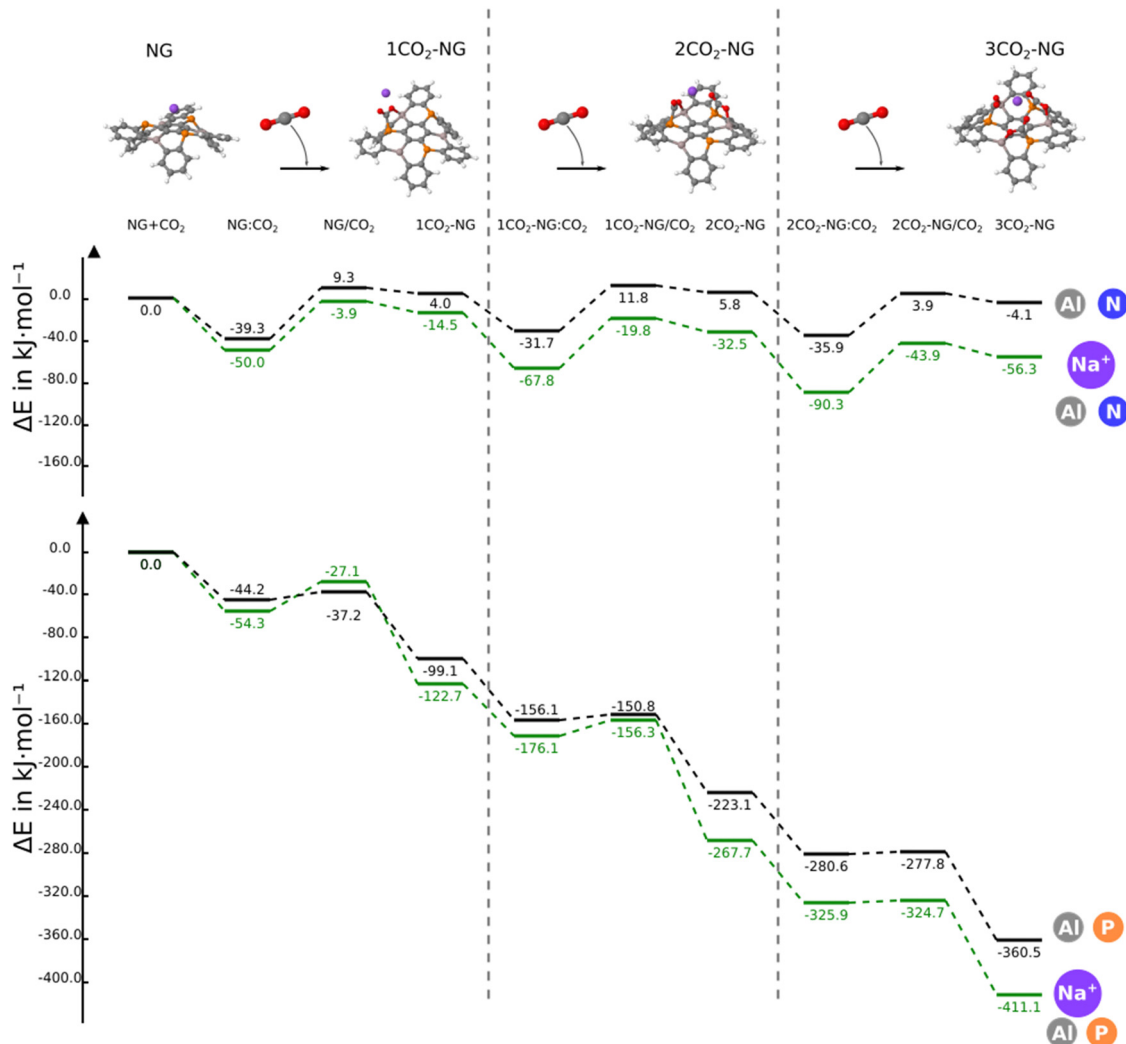 NG 1CO₂-NG 2CO₂-NG 3CO₂-NG
NG+CO₂ NG:CO₂ NG/CO₂ 1CO₂-NG 1CO₂-NG:CO₂ 1CO₂-NG/CO₂ 2CO₂-NG 2CO₂-NG:CO₂ 2CO₂-NG/CO₂ 3CO₂-NG
ΔE in kJ·mol⁻¹
0.0
-40.0
-80.0
-120.0
-160.0
0.0 -39.3 9.3 4.0 -31.7 11.8 5.8 -35.9 3.9 -4.1
-50.0 -3.9 -14.5 -67.8 -19.8 -32.5 -90.3 -43.9 -56.3
Al N
Na⁺
Al N
ΔE in kJ·mol⁻¹
0.0
-40.0
-80.0
-120.0
-160.0
-200.0
-240.0
-280.0
-320.0
-360.0
-400.0
0.0 -44.2 -37.2 -99.1 -156.1 -150.8 -223.1 -280.6 -277.8 -360.5
-54.3 -27.1 -122.7 -176.1 -156.3 -267.7 -325.9 -324.7 -411.1
Al P
Na⁺
Al P